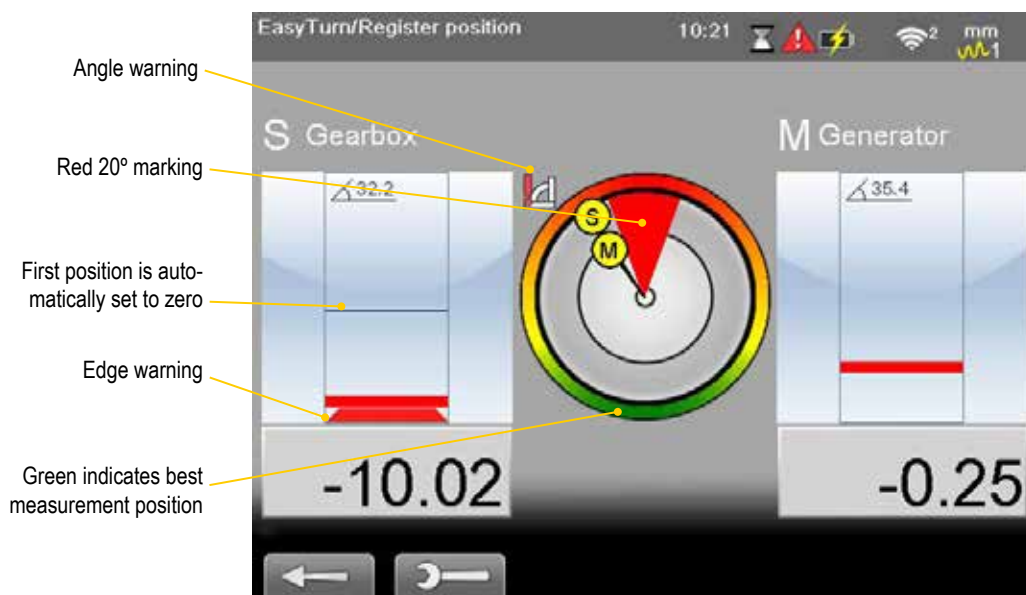 EasyTurn/Register position
10:21
2
mm
1
Angle warning
S Gearbox
M Generator
Red 20º marking
32.2
35.4
S
M
First position is auto-
matically set to zero
Edge warning
Green indicates best
measurement position
-10.02
-0.25